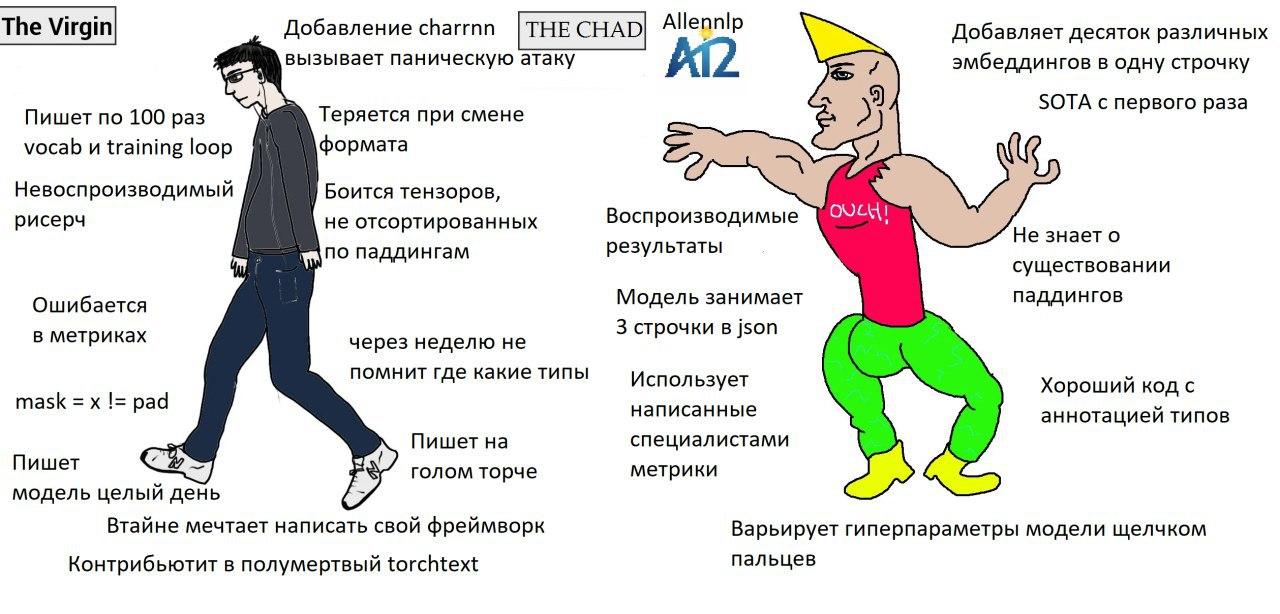 The Virgin
Добавление charrnn
вызывает паническую атаку
Пишет по 100 раз
vocab и training loop
Теряется при смене
формата
Невоспроизводимый
рисерч
Боится тензоров,
не отсортированных
по паддингам
Ошибается
в метриках
через неделю не
помнит где какие типы
mask = x != pad
Пишет на
голом торче
Пишет
модель целый день
Втайне мечтает написать свой фреймворк
Контрибьютит в полумертвый torchtext
THE CHAD
Allennlp
AI2
Добавляет десяток различных
эмбеддингов в одну строчку
SOTA с первого раза
OUCH!
Воспроизводимые
результаты
Не знает о
существовании
паддингов
Модель занимает
3 строчки в json
Использует
написанные
специалистами
метрики
Хороший код с
аннотацией типов
Варьирует гиперпараметры модели щелчком
пальцев